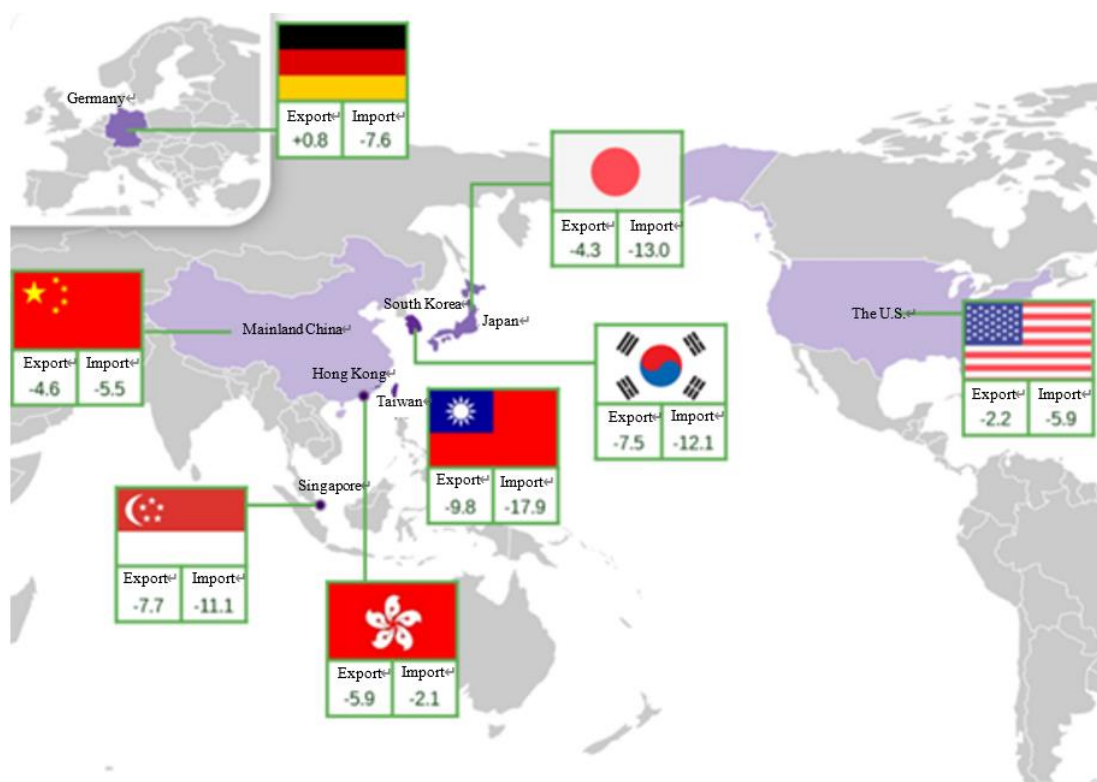 Germany
Export Import
+0.8 -7.6
Export Import
-4.3 -13.0
South Korea
Japan
The U.S.
Mainland China
Export Import
-4.6 -5.5
Hong Kong
Taiwan
Export Import
-7.5 -12.1
Export Import
-2.2 -5.9
Export Import
-9.8 -17.9
Singapore
Export Import
-7.7 -11.1
Export Import
-5.9 -2.1